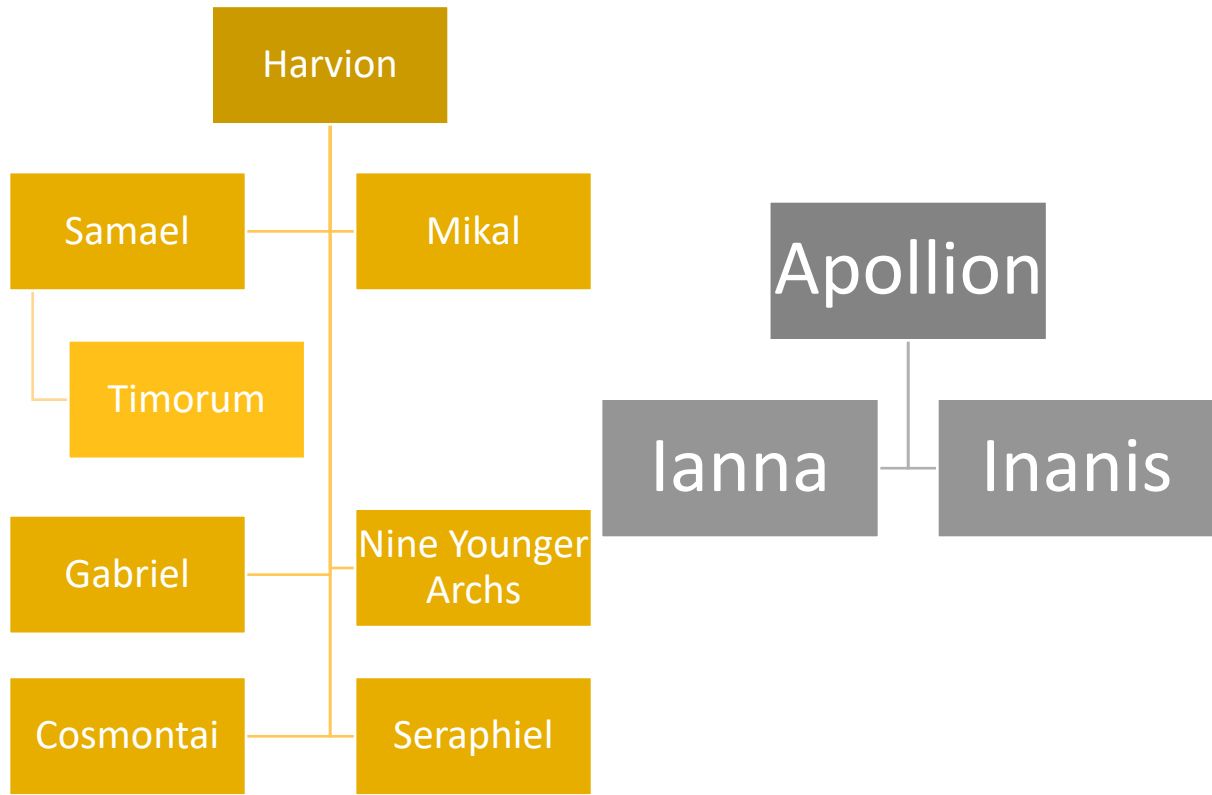 Harvion
Samael
Mikal
Timorum
Gabriel
Nine Younger
Archs
Cosmontai
Seraphiel
Apollion
Ianna
Inanis